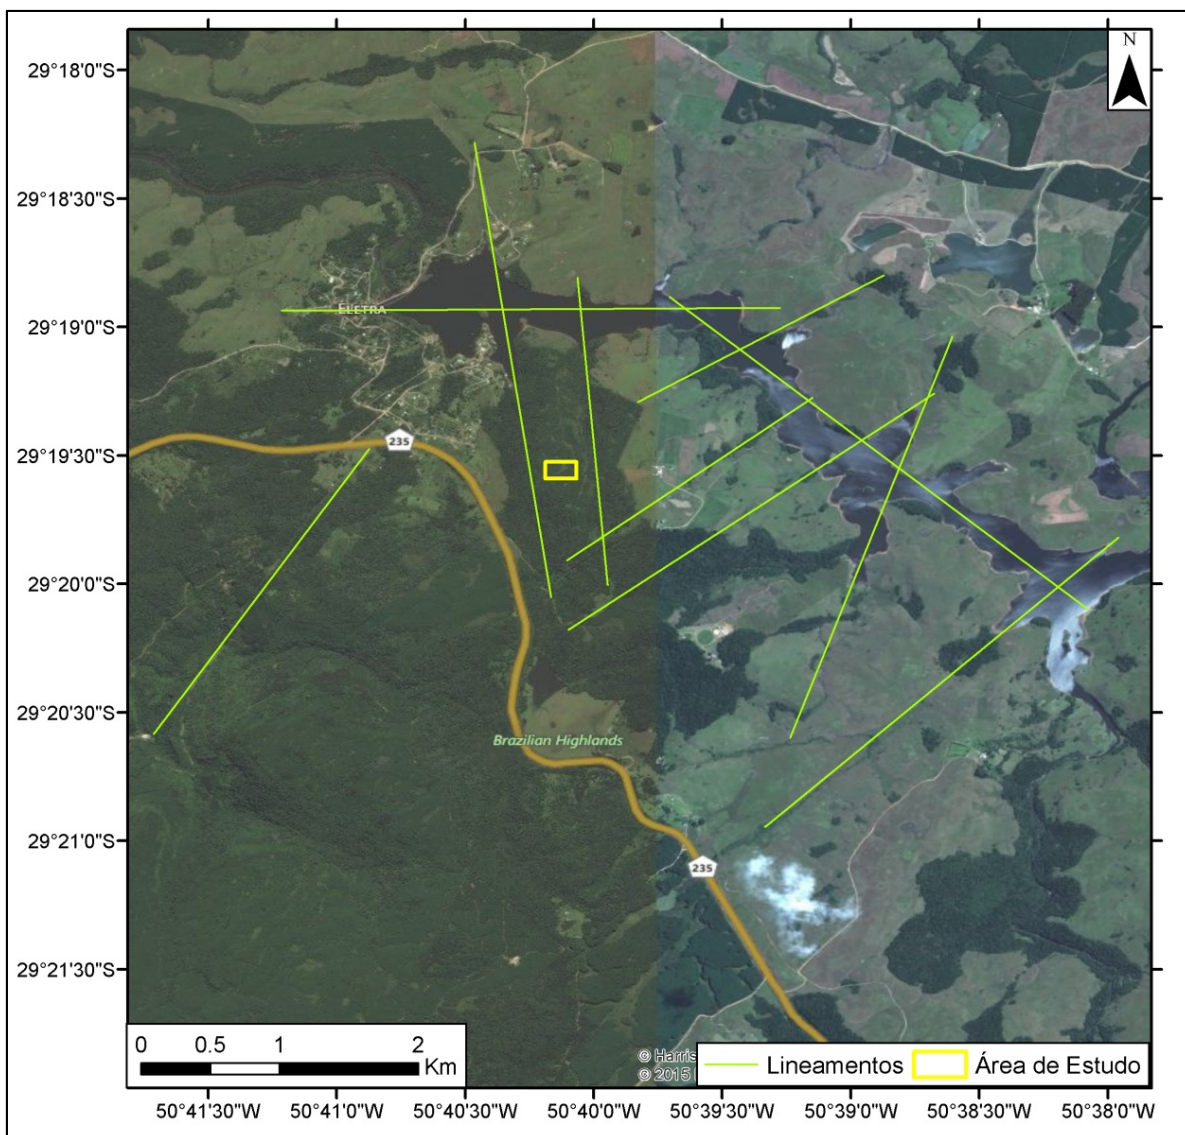 N
29°18'0"S
29°18'30"S
29°19'0"S
29°19'30"S
29°20'0"S
29°20'30"S
29°21'0"S
29°21'30"S
ELETRA
235
Brazilian Highlands
235
0 0.5 1 2
Km
© Harris
© 2015
Lineamentos Área de Estudo
50°41'30"W 50°41'0"W 50°40'30"W 50°40'0"W 50°39'30"W 50°39'0"W 50°38'30"W 50°38'0"W